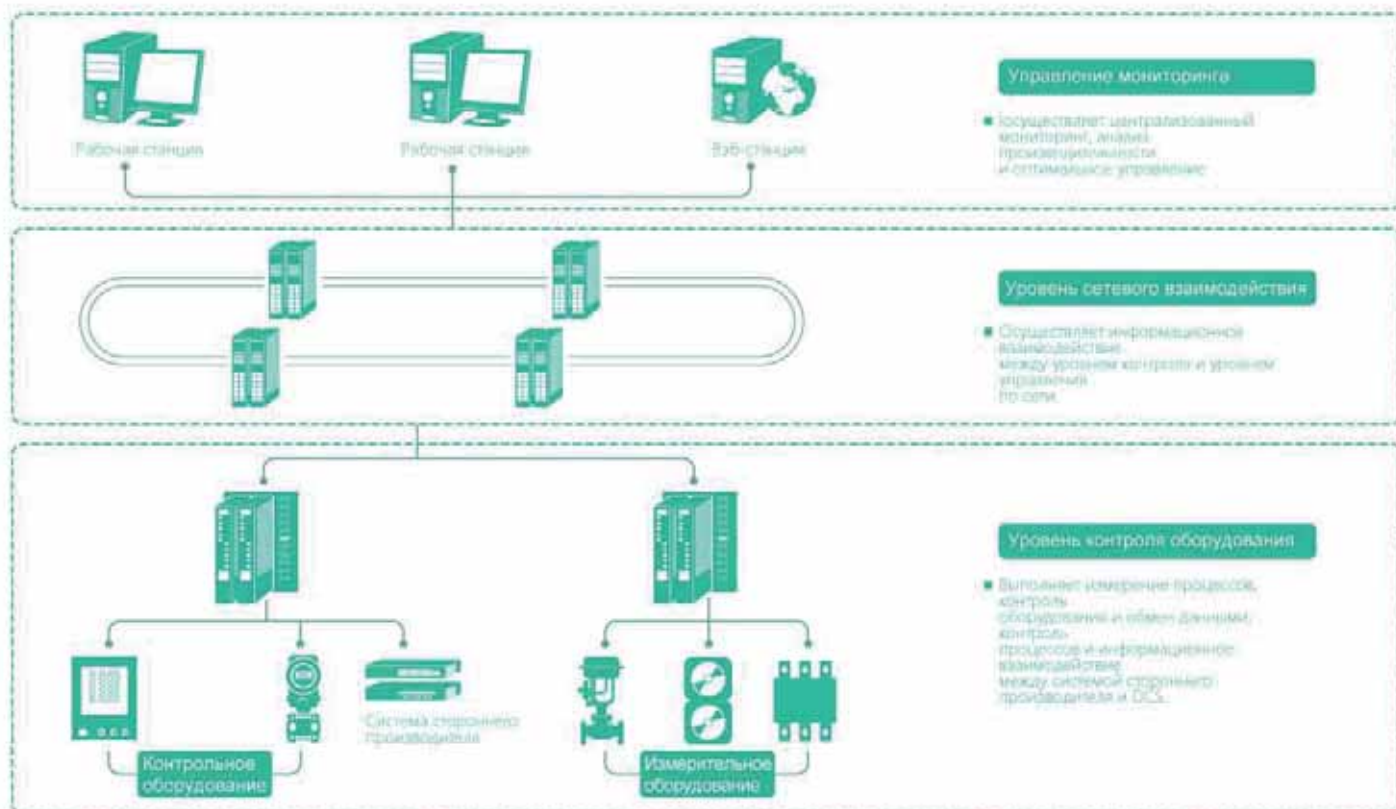 Рабочая станция
Рабочая станция
Вэб-станция
Управление мониторинга
централизованный
мониторинг, анализ
производительности
и оптимальное управление
Уровень сетевого взаимодействия
Осуществляет информационное
взаимодействие
между уровнем контроля и уровнем
управления
по сети
Уровень контроля оборудования
Выполняет измерение процессов,
контроль
оборудования и обмен данными,
контроль
процессов и информационное
взаимодействие
между системой стороннего
производителя и DCS.
Система стороннего
производителя
Контрольное
оборудование
Измерительное
оборудование